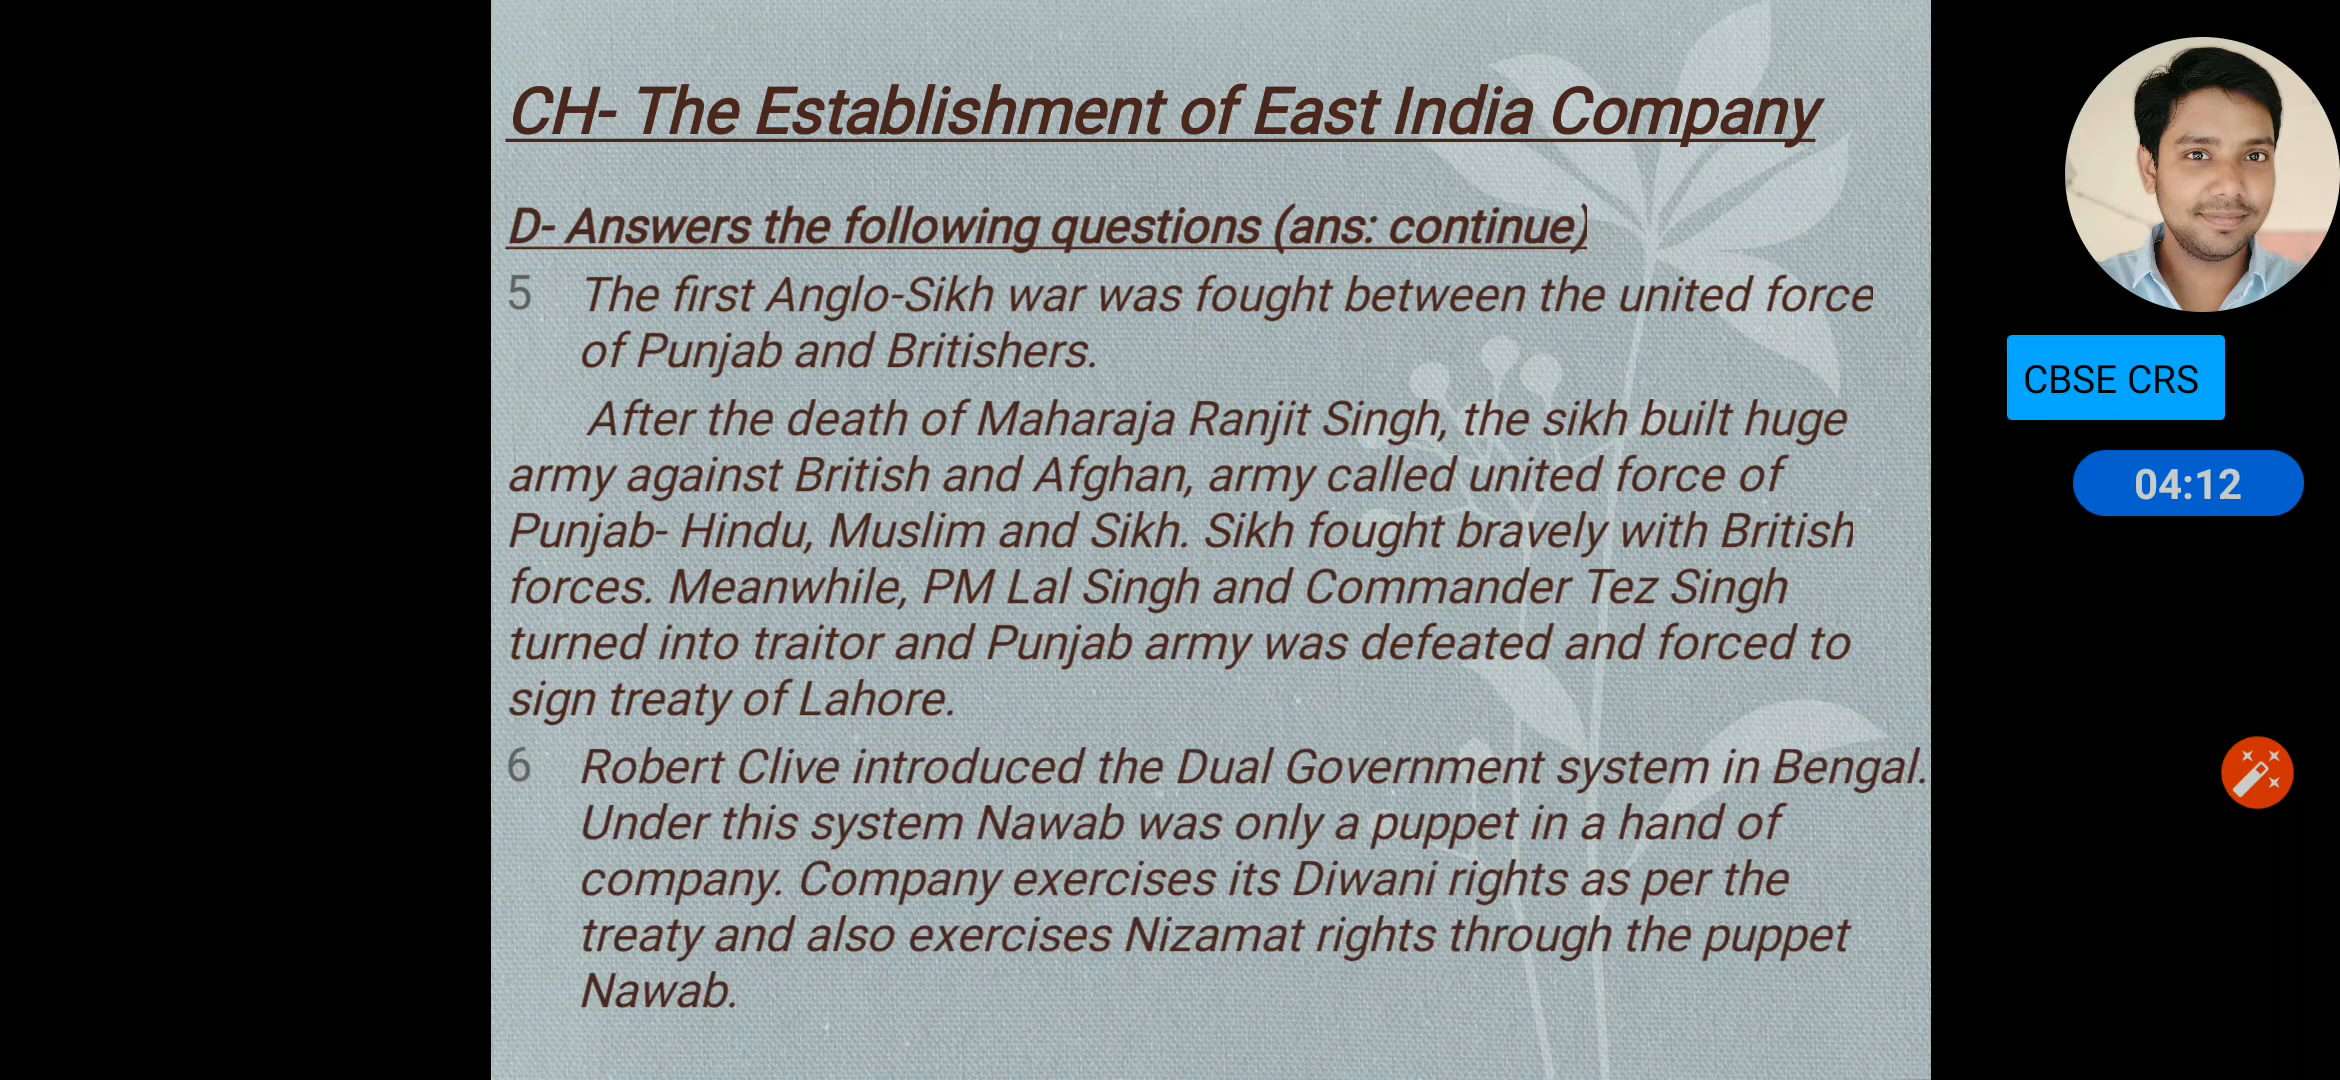 CH- The Establishment of East India Company
D- Answers the following questions (ans: continue)
5 The first Anglo-Sikh war was fought between the united force
of Punjab and Britishers.
After the death of Maharaja Ranjit Singh, the sikh built huge
army against British and Afghan, army called united force of
Punjab- Hindu, Muslim and Sikh. Sikh fought bravely with British
forces. Meanwhile, PM Lal Singh and Commander Tez Singh
turned into traitor and Punjab army was defeated and forced to
sign treaty of Lahore.
6 Robert Clive introduced the Dual Government system in Bengal.
Under this system Nawab was only a puppet in a hand of
company. Company exercises its Diwani rights as per the
treaty and also exercises Nizamat rights through the puppet
Nawab.
CBSE CRS
04:12